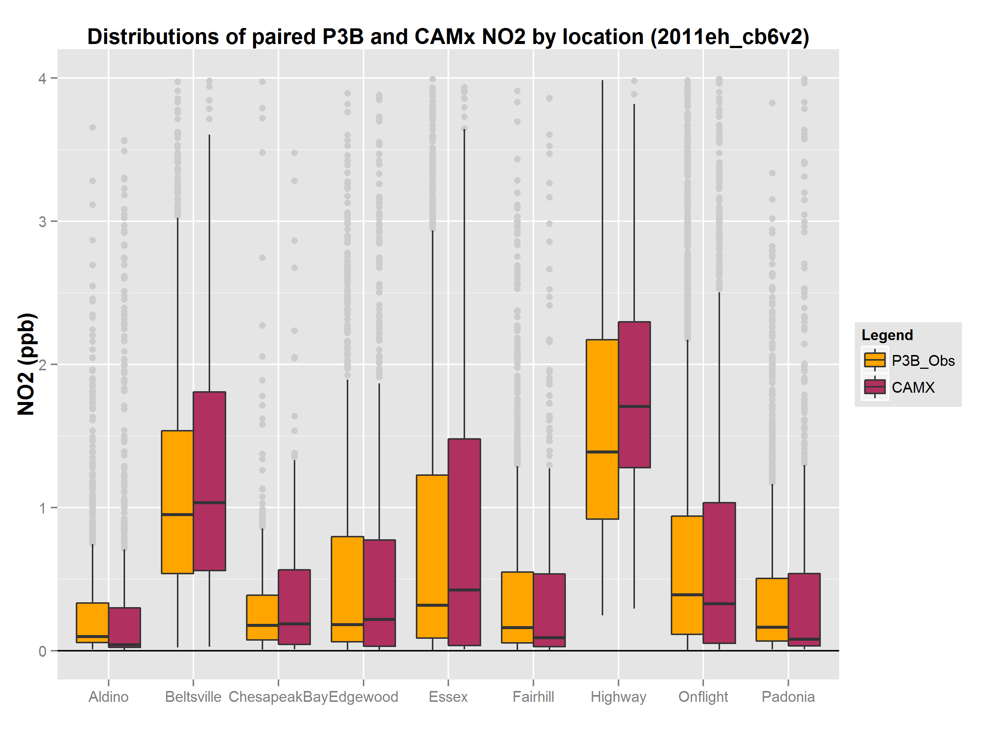 Distributions of paired P3B and CAMx NO2 by location (2011eh_cb6v2)
NO2 (ppb)
4
3
2
1
0
Aldino Beltsville ChesapeakBay Edgewood Essex Fairhill Highway Onflight Padonia
Legend
P3B_Obs
CAMX